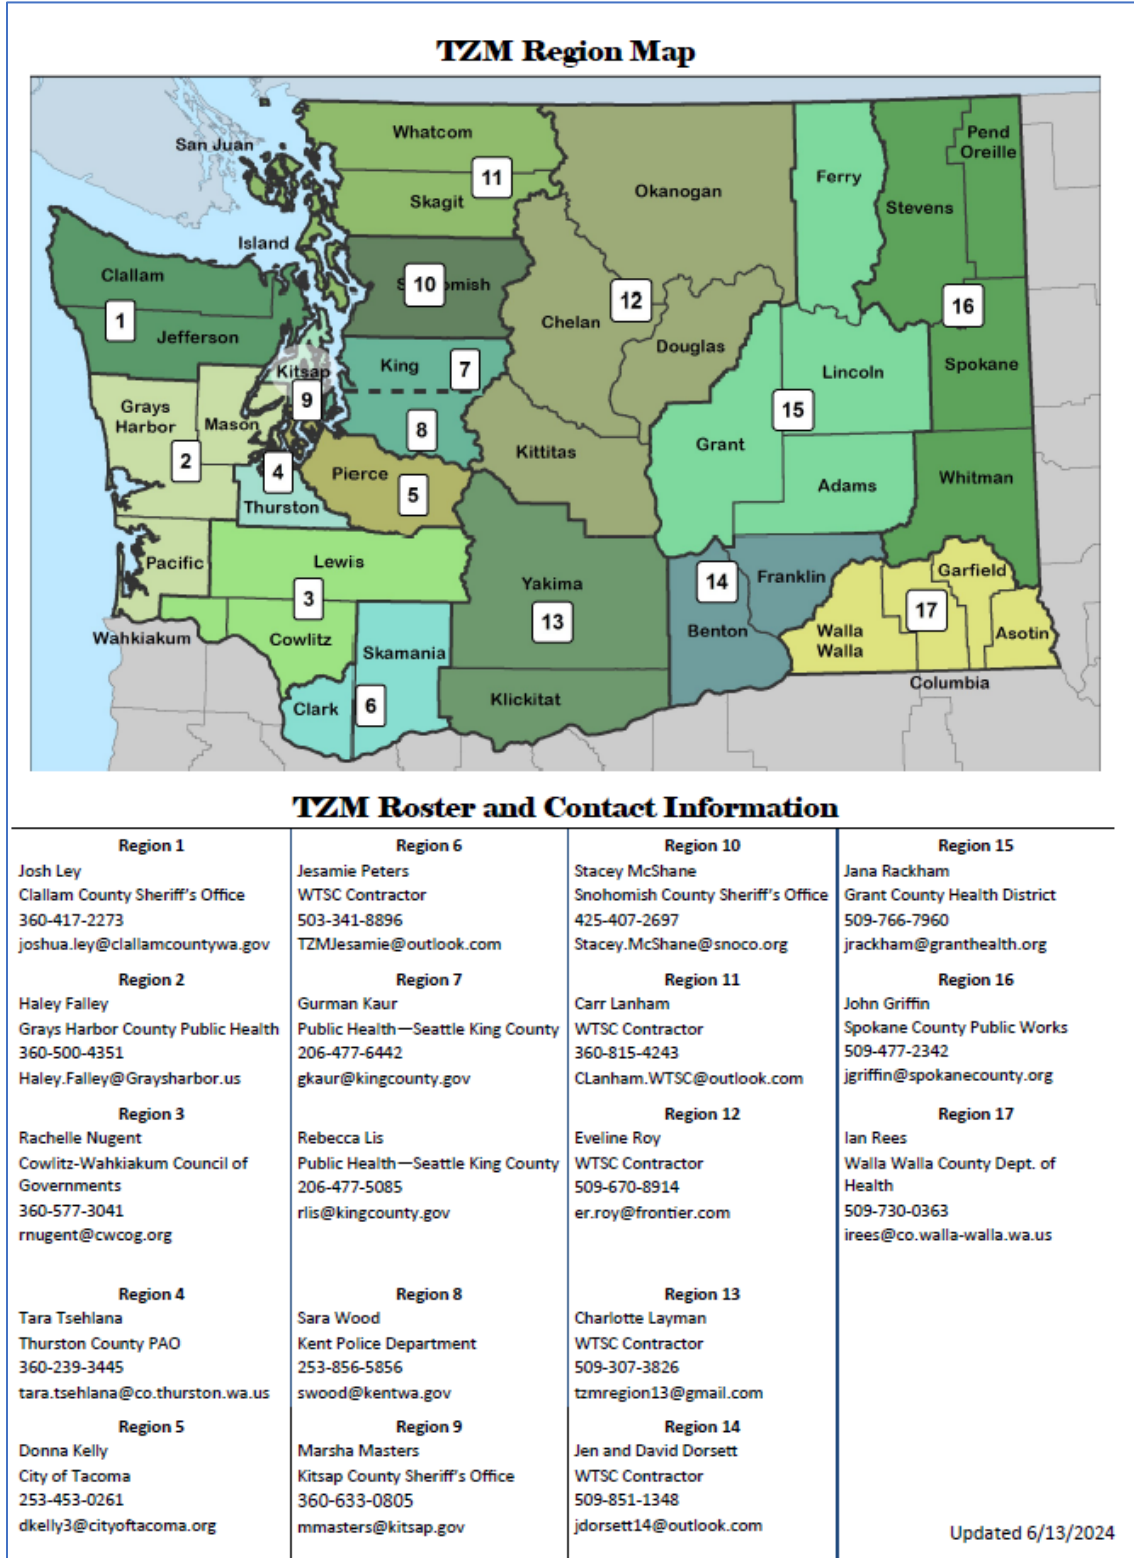 TZM Region Map
Whatcom
San Juan
11
Skagit
Okanogan
Ferry
Pend
Oreille
Stevens
Island
Clallam
10
Snohomish
12
16
1
Jefferson
Chelan
Douglas
King
7
Kitsap
Lincoln
Spokane
9
Grays
Harbor
Mason
15
8
Grant
2
4
Pierce
5
Kittitas
Adams
Whitman
Thurston
Pacific
Lewis
Yakima
14
Franklin
Garfield
3
13
17
Wahkiakum
Cowlitz
Skamania
Benton
Walla
Walla
Asotin
Columbia
Clark
6
Klickitat
TZM Roster and Contact Information
Region 1
Josh Ley
Clallam County Sheriff's Office
360-417-2273
joshua.ley@clallamcountywa.gov
Region 2
Haley Falley
Grays Harbor County Public Health
360-500-4351
Haley.Falley@Graysharbor.us
Region 3
Rachelle Nugent
Cowlitz-Wahkiakum Council of
Governments
360-577-3041
rnugent@cwcog.org
Region 4
Tara Tsehlana
Thurston County PAO
360-239-3445
tara.tsehlana@co.thurston.wa.us
Region 5
Donna Kelly
City of Tacoma
253-453-0261
dkelly3@cityoftacoma.org
Region 6
Jesamie Peters
WTSC Contractor
503-341-8896
TZMJesamie@outlook.com
Region 7
Gurman Kaur
Public Health—Seattle King County
206-477-6442
gkaur@kingcounty.gov
Rebecca Lis
Public Health—Seattle King County
206-477-5085
rlis@kingcounty.gov
Region 8
Sara Wood
Kent Police Department
253-856-5856
swood@kentwa.gov
Region 9
Marsha Masters
Kitsap County Sheriff's Office
360-633-0805
mmasters@kitsap.gov
Region 10
Stacey McShane
Snohomish County Sheriff's Office
425-407-2697
Stacey.McShane@snoco.org
Region 11
Carr Lanham
WTSC Contractor
360-815-4243
CLanham.WTSC@outlook.com
Region 12
Eveline Roy
WTSC Contractor
509-670-8914
er.roy@frontier.com
Region 13
Charlotte Layman
WTSC Contractor
509-307-3826
tzmregion13@gmail.com
Region 14
Jen and David Dorsett
WTSC Contractor
509-851-1348
jdorsett14@outlook.com
Region 15
Jana Rackham
Grant County Health District
509-766-7960
jrackham@granthealth.org
Region 16
John Griffin
Spokane County Public Works
509-477-2342
jgriffin@spokanecounty.org
Region 17
Ian Rees
Walla Walla County Dept. of
Health
509-730-0363
irees@co.walla-walla.wa.us
Updated 6/13/2024